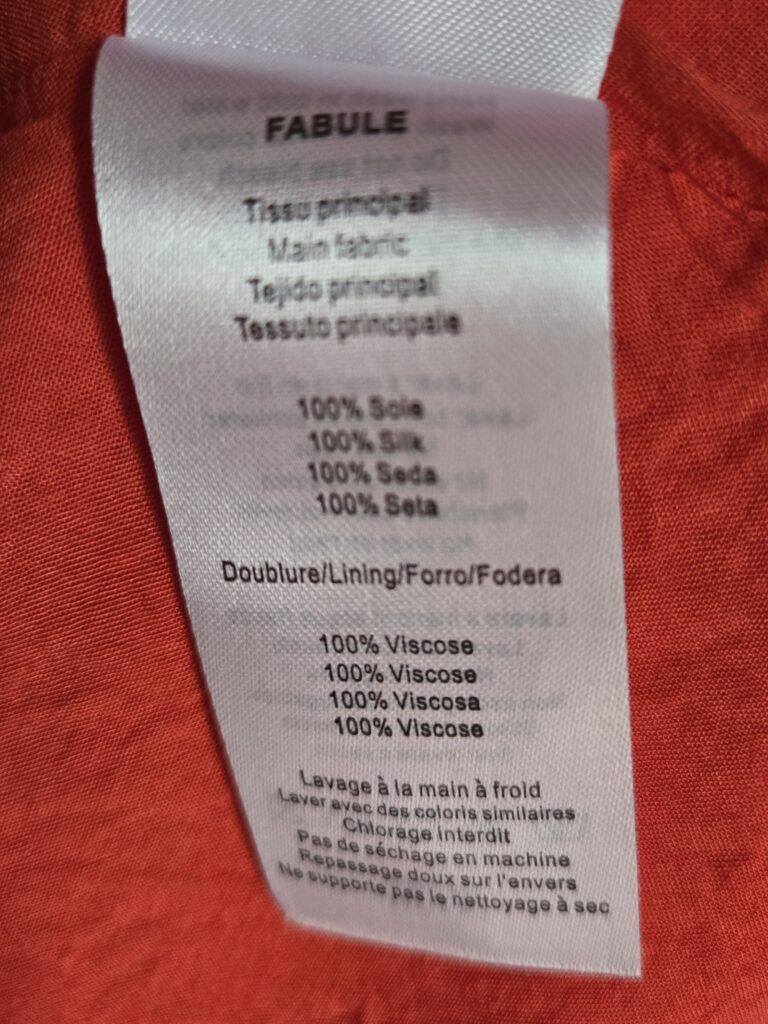 FABULE
Tissu principal
Main fabric
Tejido principal
Tessuto principale
100% Soie
100% Silk
100% Seda
100% Seta
Doublure/Lining/Forro/Fodera
100% Viscose
100% Viscose
100% Viscosa
100% Viscose
Lavage à la main à froid
Laver avec des coloris similaires
Chlorage interdit
Pas de séchage en machine
Repassage doux sur l'envers
Ne supporte pas le nettoyage à sec